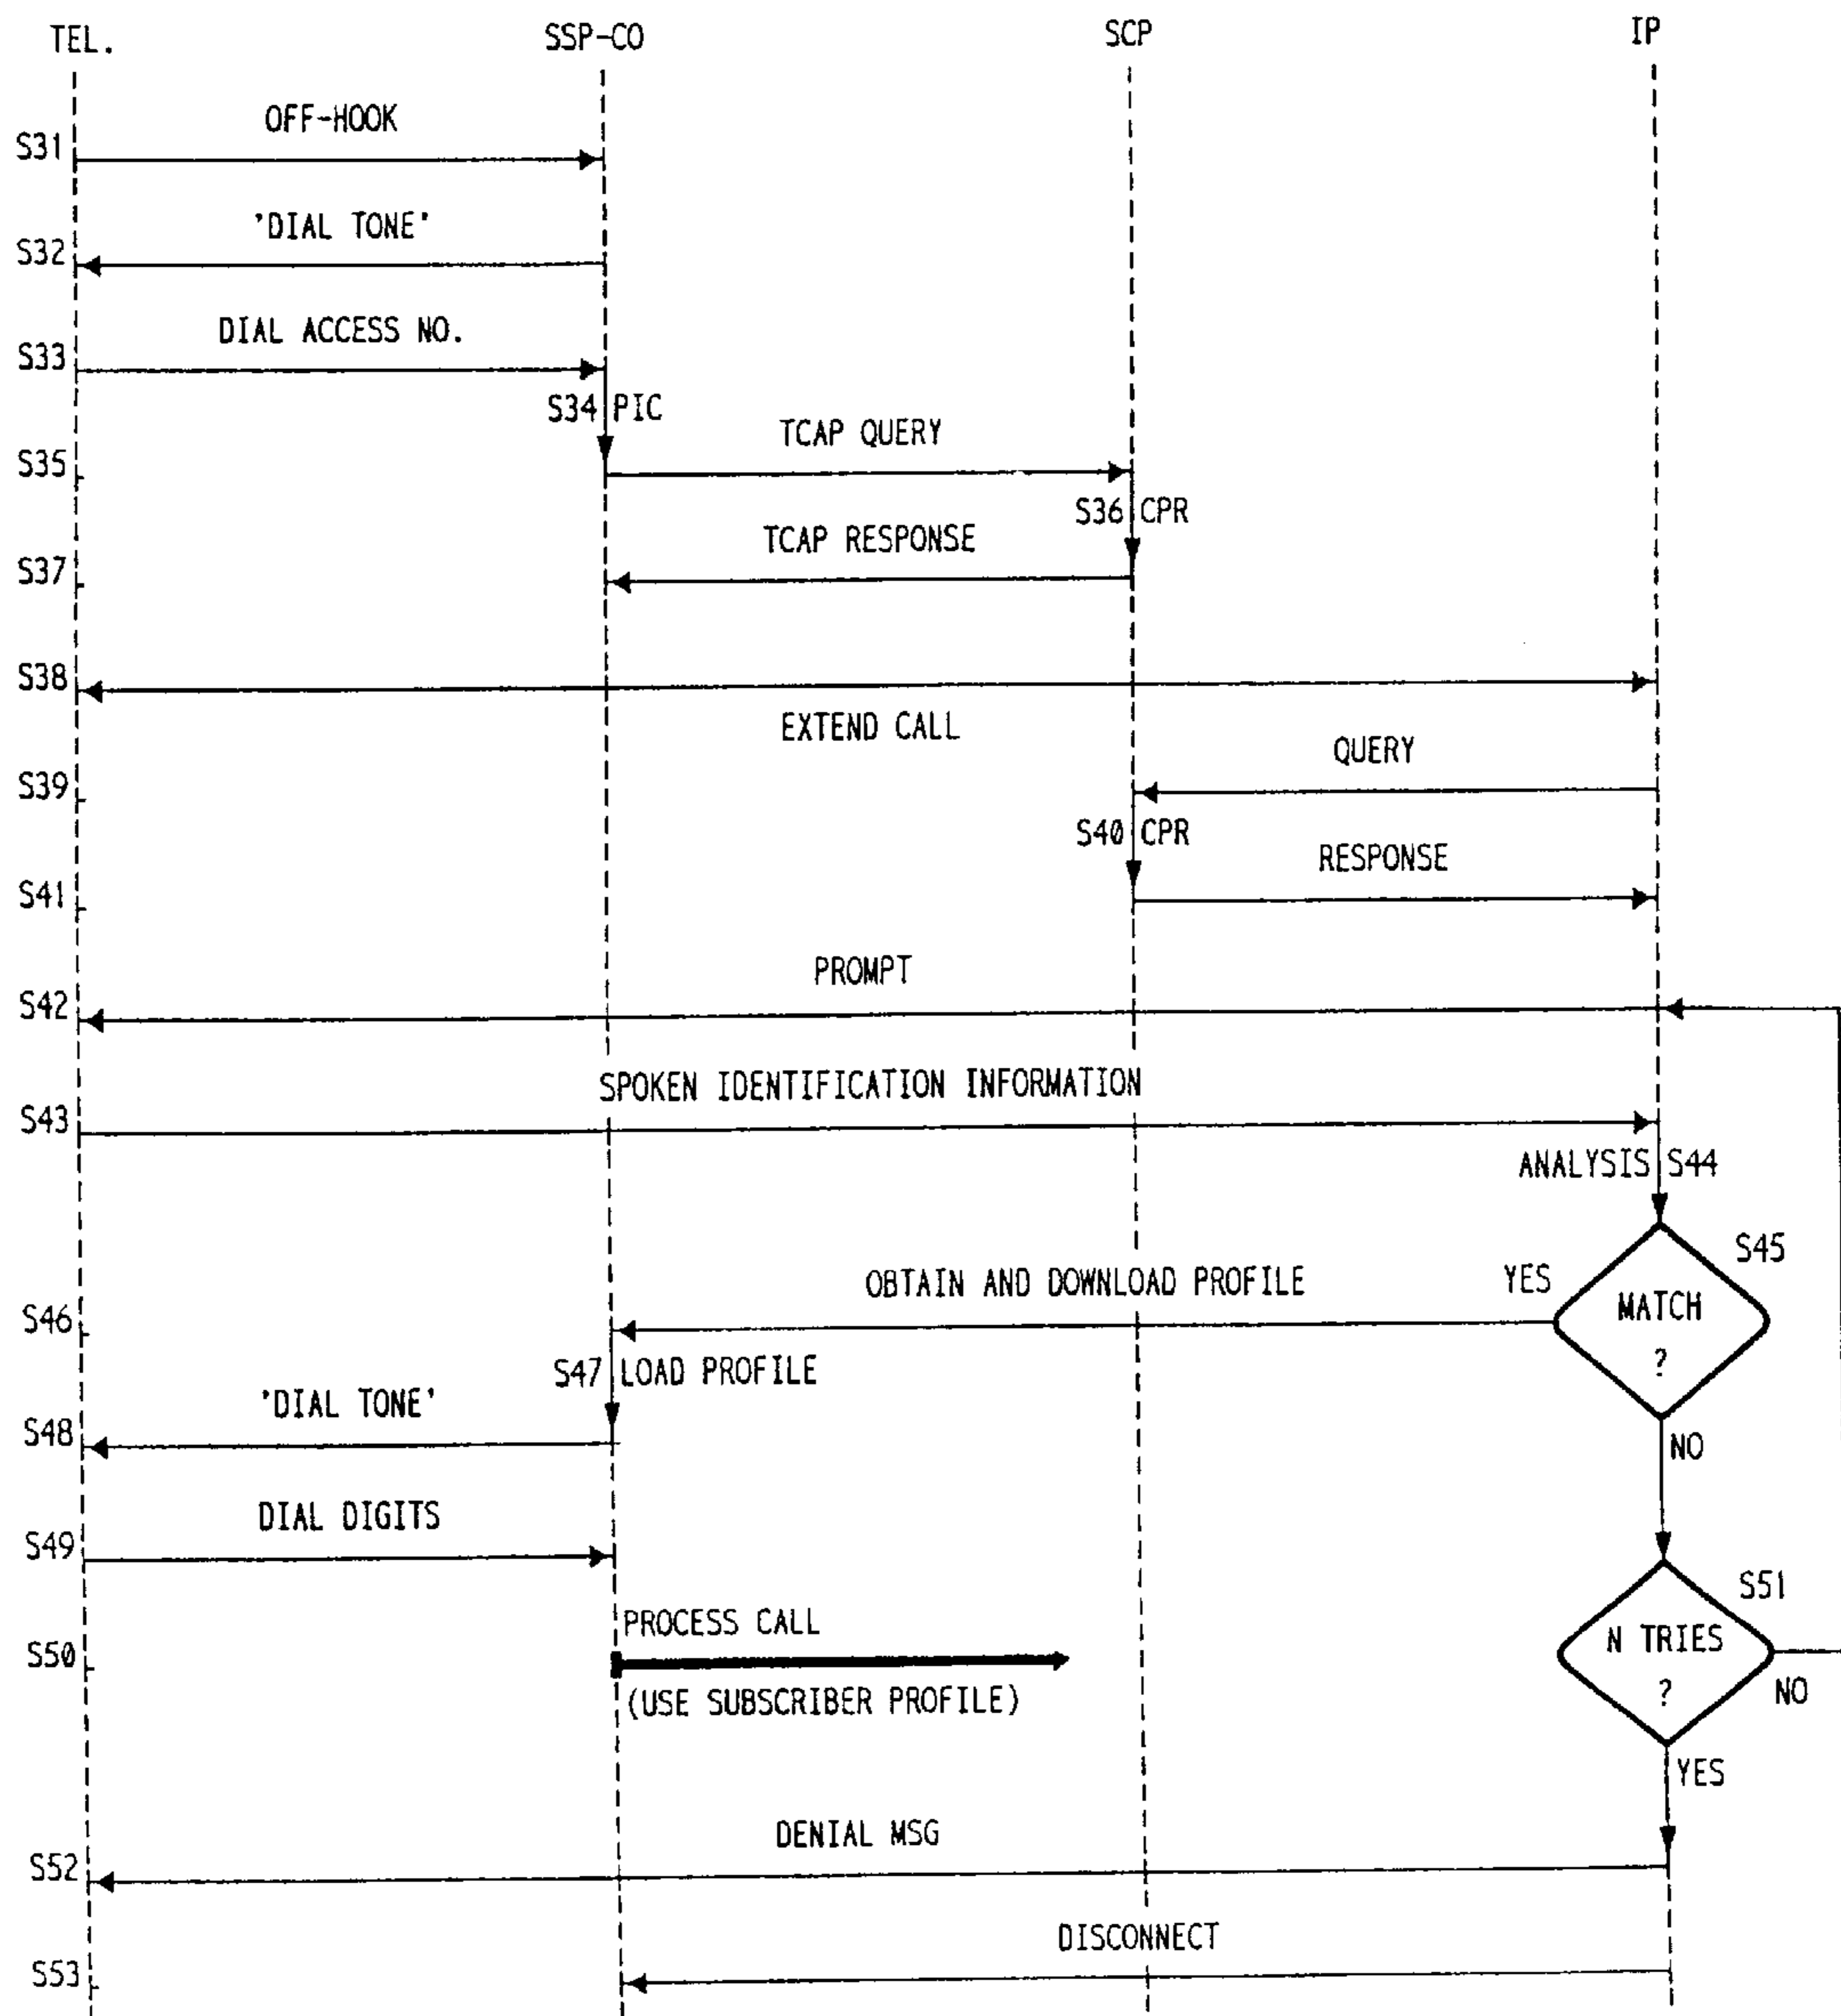 TEL. SSP-CO SCP IP
OFF-HOOK
S31
'DIAL TONE'
S32
DIAL ACCESS NO.
S33
S34 PIC
TCAP QUERY
S35
S36 CPR
TCAP RESPONSE
S37
S38
EXTEND CALL
QUERY
S39
S40 CPR
RESPONSE
S41
PROMPT
S42
SPOKEN IDENTIFICATION INFORMATION
S43
ANALYSIS S44
S45
OBTAIN AND DOWNLOAD PROFILE YES
MATCH
?
S46
S47 LOAD PROFILE
'DIAL TONE'
S48
NO
DIAL DIGITS
S49
S51
PROCESS CALL
N TRIES
?
S50
NO
(USE SUBSCRIBER PROFILE)
YES
DENIAL MSG
S52
DISCONNECT
S53